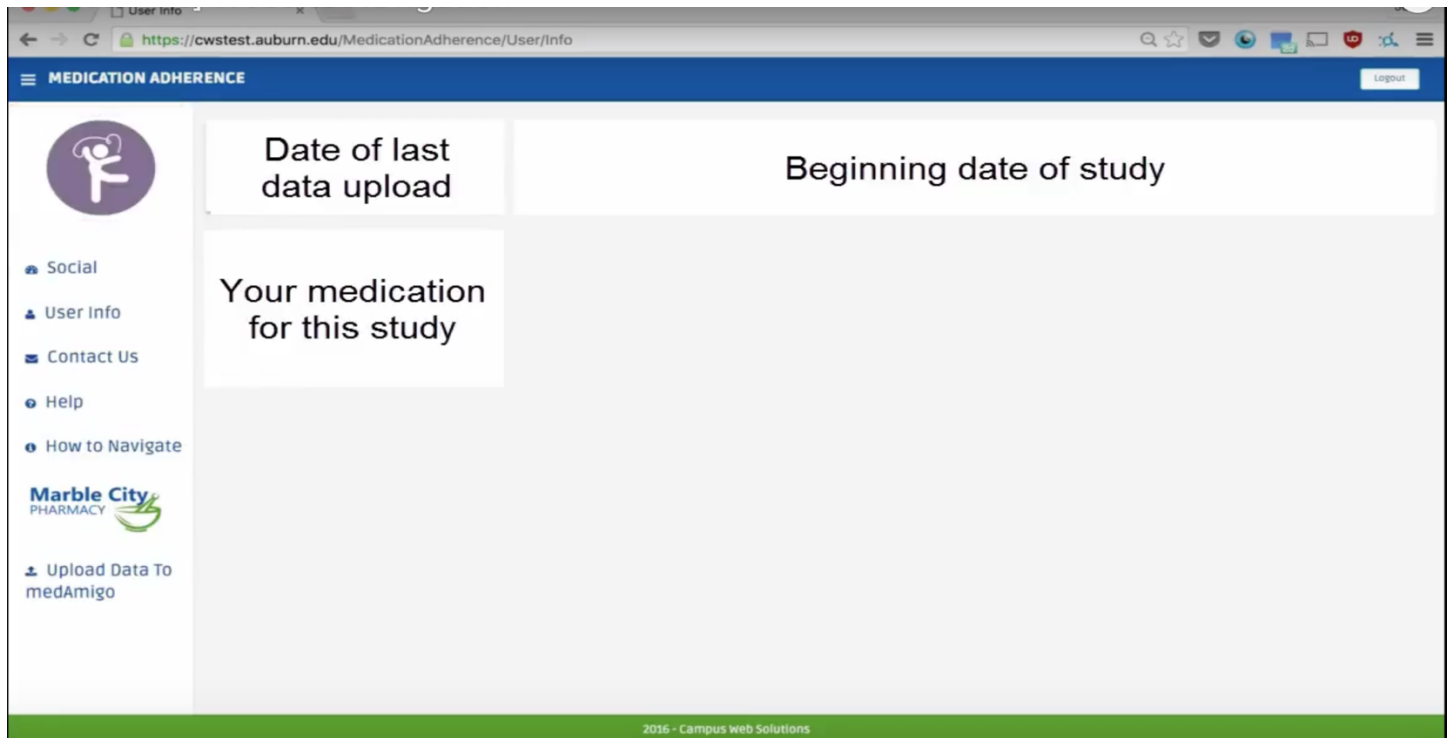 User Info
https://cwstest.auburn.edu/MedicationAdherence/User/Info
MEDICATION ADHERENCE
Logout
Date of last
data upload
Beginning date of study
Your medication
for this study
Social
User Info
Contact Us
Help
How to Navigate
Marble City
PHARMACY
Upload Data To
medAmigo
2016 - Campus Web Solutions